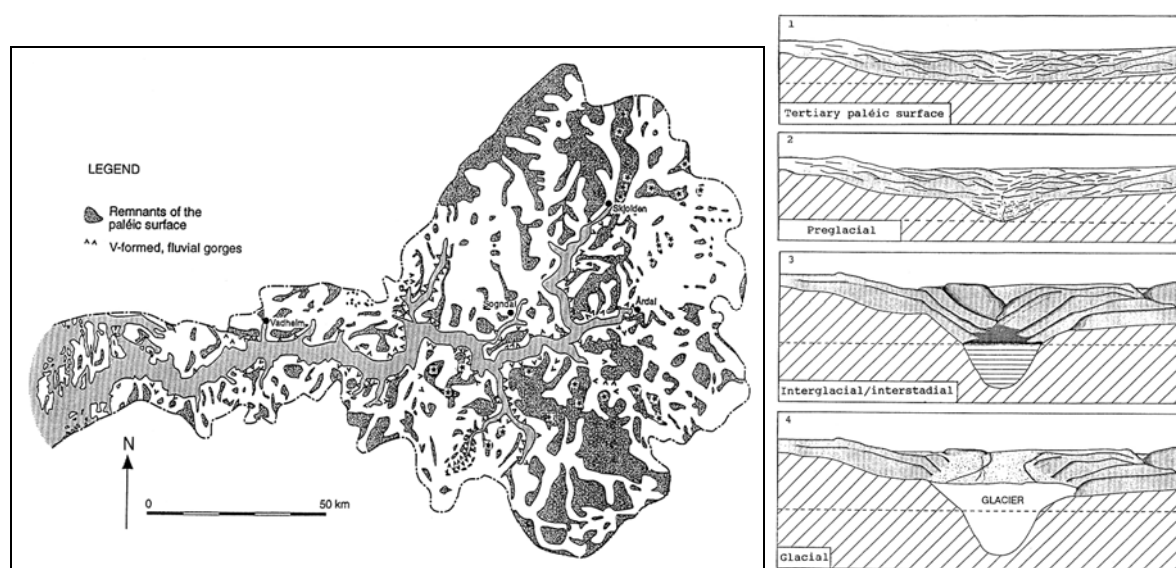 LEGEND
Remnants of the
paléic surface
V-formed, fluvial gorges
Skjolden
Årdal
Sogndal
Vadheim
N
0 50 km
1
Tertiary paléic surface
2
Preglacial
3
Interglacial/interstadial
4
GLACIER
Glacial